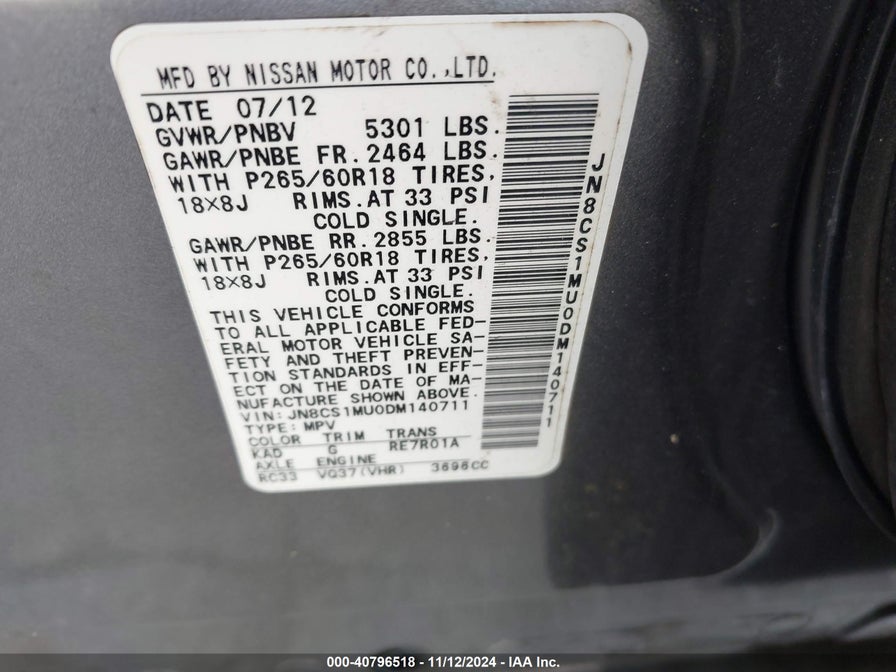 MFD BY NISSAN MOTOR CO.,LTD.
DATE 07/12
GVWR/PNBV 5301 LBS.
GAWR/PNBE FR.2464 LBS.
WITH P265/60R18 TIRES,
18×8J RIMS.AT 33 PSI
COLD SINGLE.
GAWR/PNBE RR.2855 LBS.
WITH P265/60R18 TIRES,
18×8J RIMS.AT 33 PSI
COLD SINGLE.
THIS VEHICLE CONFORMS
TO ALL APPLICABLE FED-
ERAL MOTOR VEHICLE SA-
FETY AND THEFT PREVEN-
TION STANDARDS IN EFF-
ECT ON THE DATE OF MA-
NUFACTURE SHOWN ABOVE.
VIN:JN8CS1MU0DM140711
TYPE:MPV
COLOR TRIM TRANS
KAD G RE7R01A
AXLE ENGINE
RC33 VQ37(VHR) 3696CC
JN8CS1MU0DM140711
000-40796518 - 11/12/2024 - IAA Inc.